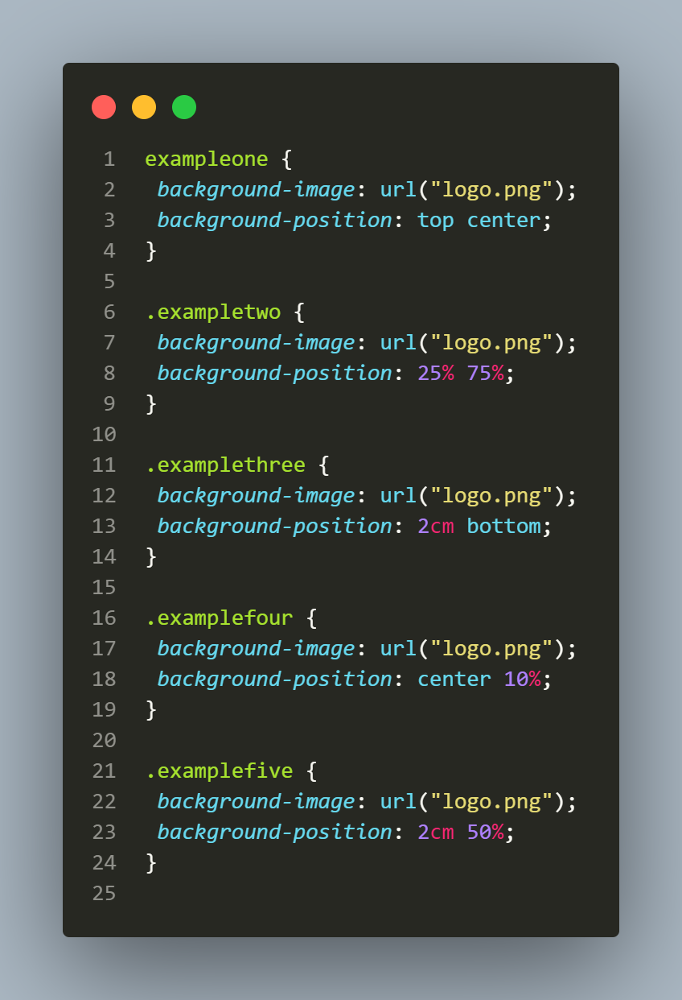 1 exampleone {
2  background-image: url("logo.png");
3  background-position: top center;
4 }
5
6 .exampletwo {
7  background-image: url("logo.png");
8  background-position: 25% 75%;
9 }
10
11 .examplethree {
12  background-image: url("logo.png");
13  background-position: 2cm bottom;
14 }
15
16 .examplefour {
17  background-image: url("logo.png");
18  background-position: center 10%;
19 }
20
21 .examplefive {
22  background-image: url("logo.png");
23  background-position: 2cm 50%;
24 }
25